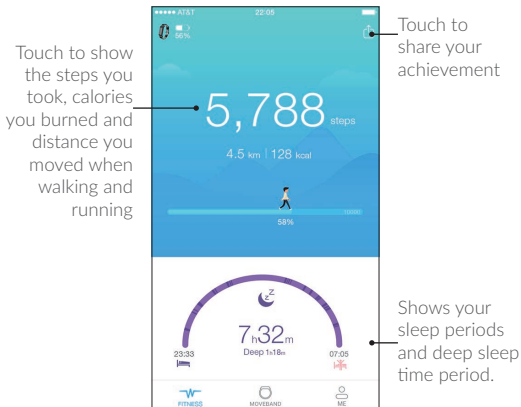 AT&T 22:05
56%
Touch to show
the steps you
took, calories
you burned and
distance you
moved when
walking and
running
Touch to
share your
achievement
5,788 steps
4.5 km | 128 kcal
10000
58%
z z
7h32m
Deep 1h18m
23:33
07:05
Shows your
sleep periods
and deep sleep
time period.
FITNESS MOVEBAND ME